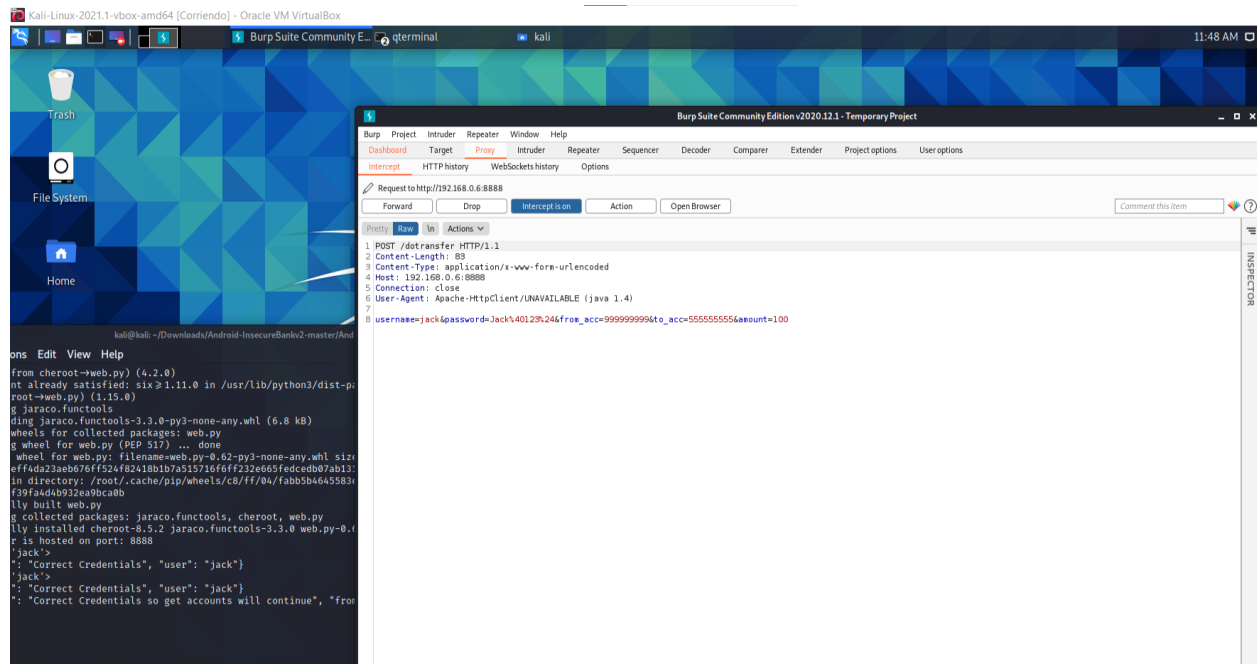 Kali-Linux-2021.1-vbox-amd64 [Corriendo] - Oracle VM VirtualBox
Burp Suite Community E... 2 qterminal kali 11:48 AM
Trash
File System
Home
Burp Suite Community Edition v2020.12.1 - Temporary Project
Burp Project Intruder Repeater Window Help
Dashboard Target Proxy Intruder Repeater Sequencer Decoder Comparer Extender Project options User options
Intercept HTTP history WebSockets history Options
Request to http://192.168.0.6:8888
Forward Drop Intercept is on Action Open Browser Comment this item ?
Pretty Raw \n Actions
1 POST /dotransfer HTTP/1.1
2 Content-Length: 83
3 Content-Type: application/x-www-form-urlencoded
4 Host: 192.168.0.6:8888
5 Connection: close
6 User-Agent: Apache-HttpClient/UNAVAILABLE (java 1.4)
7
8 username=jack&password=Jack%40123%24&from_acc=999999999&to_acc=555555555&amount=100
INSPECTOR
kali@kali: ~/Downloads/Android-InsecureBankv2-master/And
ons Edit View Help
from cheroot→web.py) (4.2.0)
nt already satisfied: six≥1.11.0 in /usr/lib/python3/dist-pa
root→web.py) (1.15.0)
g jaraco.functools
ding jaraco.functools-3.3.0-py3-none-any.whl (6.8 kB)
wheels for collected packages: web.py
g wheel for web.py (PEP 517) ... done
wheel for web.py: filename=web.py-0.62-py3-none-any.whl size
eff4da23aeb676ff524f82418b1b7a515716f6ff232e665fedcedb07ab131
in directory: /root/.cache/pip/wheels/c8/ff/04/fabb5b4645583
f39fa4d4b932ea9bca0b
lly built web.py
g collected packages: jaraco.functools, cheroot, web.py
lly installed cheroot-8.5.2 jaraco.functools-3.3.0 web.py-0.6
r is hosted on port: 8888
'jack'>
": "Correct Credentials", "user": "jack"}
'jack'>
": "Correct Credentials", "user": "jack"}
": "Correct Credentials so get accounts will continue", "from